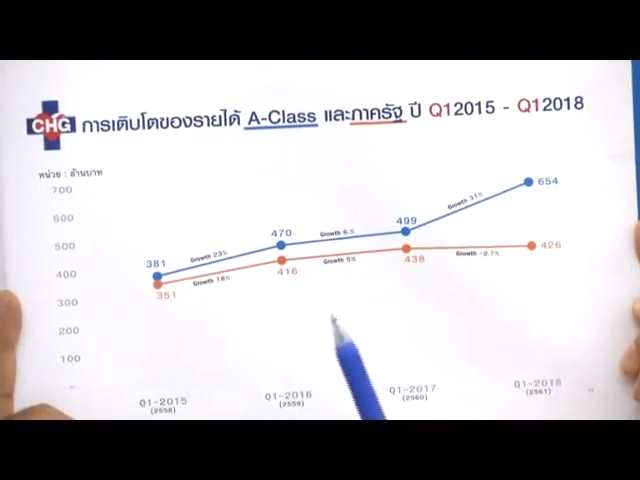 CHG การเติบโตของรายได้ A-Class และภาครัฐ ปี Q12015 - Q12018
หน่วย : ล้านบาท
700
600
500
400
300
200
100
381
470
499
654
Growth 23%
Growth 6.%
Growth 31%
351
416
438
426
Growth 18%
Growth 5%
Growth -2.7%
Q1-2015
(2558)
Q1-2016
(2559)
Q1-2017
(2560)
Q1-2018
(2561)